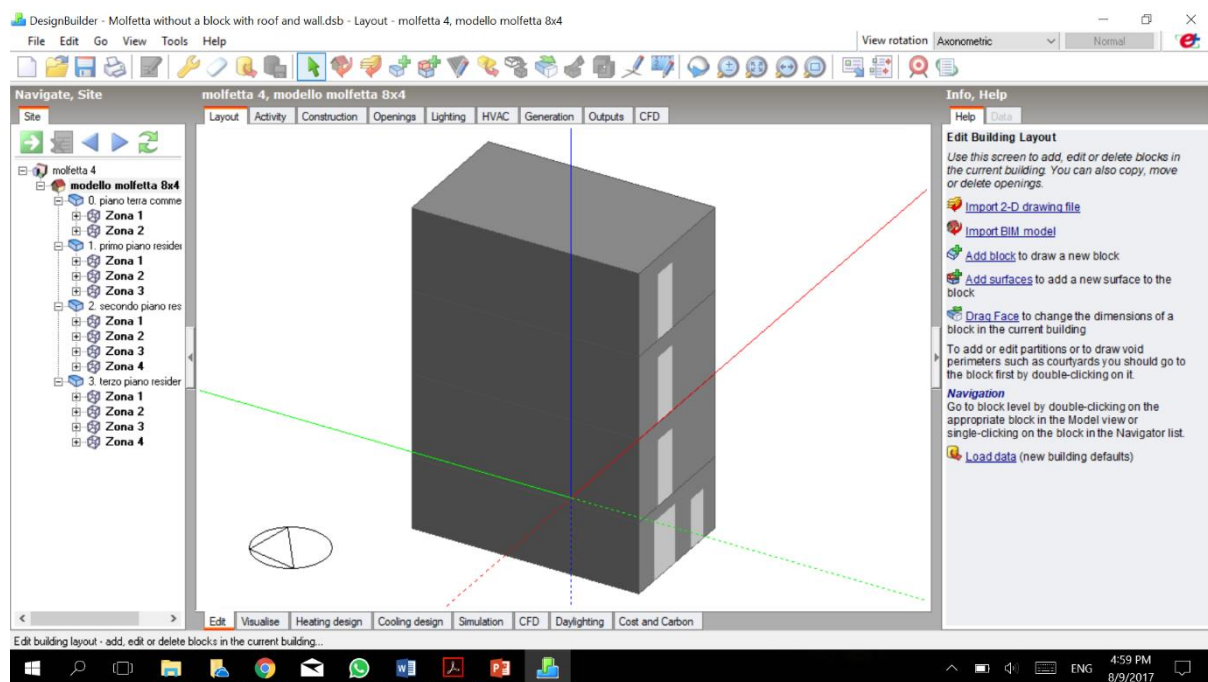 DesignBuilder - Molfetta without a block with roof and wall.dsb - Layout - molfetta 4, modello molfetta 8x4
File Edit Go View Tools Help
View rotation Axonometric Normal
Navigate, Site
molfetta 4, modello molfetta 8x4
Info, Help
Site
Layout Activity Construction Openings Lighting HVAC Generation Outputs CFD
Help Data
molfetta 4
modello molfetta 8x4
0. piano terra comme
Zona 1
Zona 2
1. primo piano resider
Zona 1
Zona 2
Zona 3
2. secondo piano res
Zona 1
Zona 2
Zona 3
Zona 4
3. terzo piano resider
Zona 1
Zona 2
Zona 3
Zona 4
Edit Building Layout
Use this screen to add, edit or delete blocks in
the current building. You can also copy, move
or delete openings.
Import 2-D drawing file
Import BIM model
Add block to draw a new block
Add surfaces to add a new surface to the
block
Drag Face to change the dimensions of a
block in the current building
To add or edit partitions or to draw void
perimeters such as courtyards you should go to
the block first by double-clicking on it.
Navigation
Go to block level by double-clicking on the
appropriate block in the Model view or
single-clicking on the block in the Navigator list.
Load data (new building defaults)
Edit Visualise Heating design Cooling design Simulation CFD Daylighting Cost and Carbon
Edit building layout - add, edit or delete blocks in the current building...
ENG
4:59 PM
8/9/2017